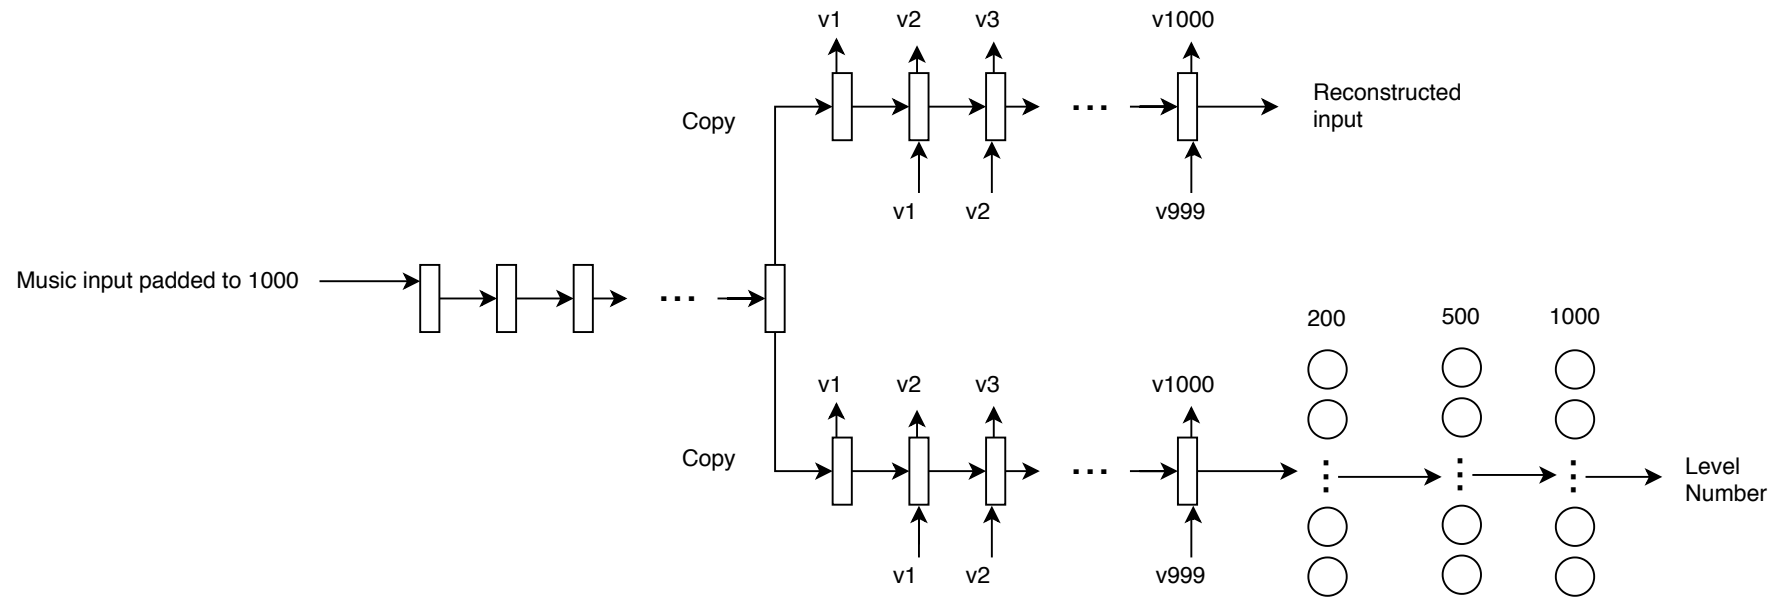 v1 v2 v3 v1000
Copy
Reconstructed
input
v1 v2 v999
Music input padded to 1000
...
200 500 1000
v1 v2 v3 v1000
Copy
Level
Number
v1 v2 v999